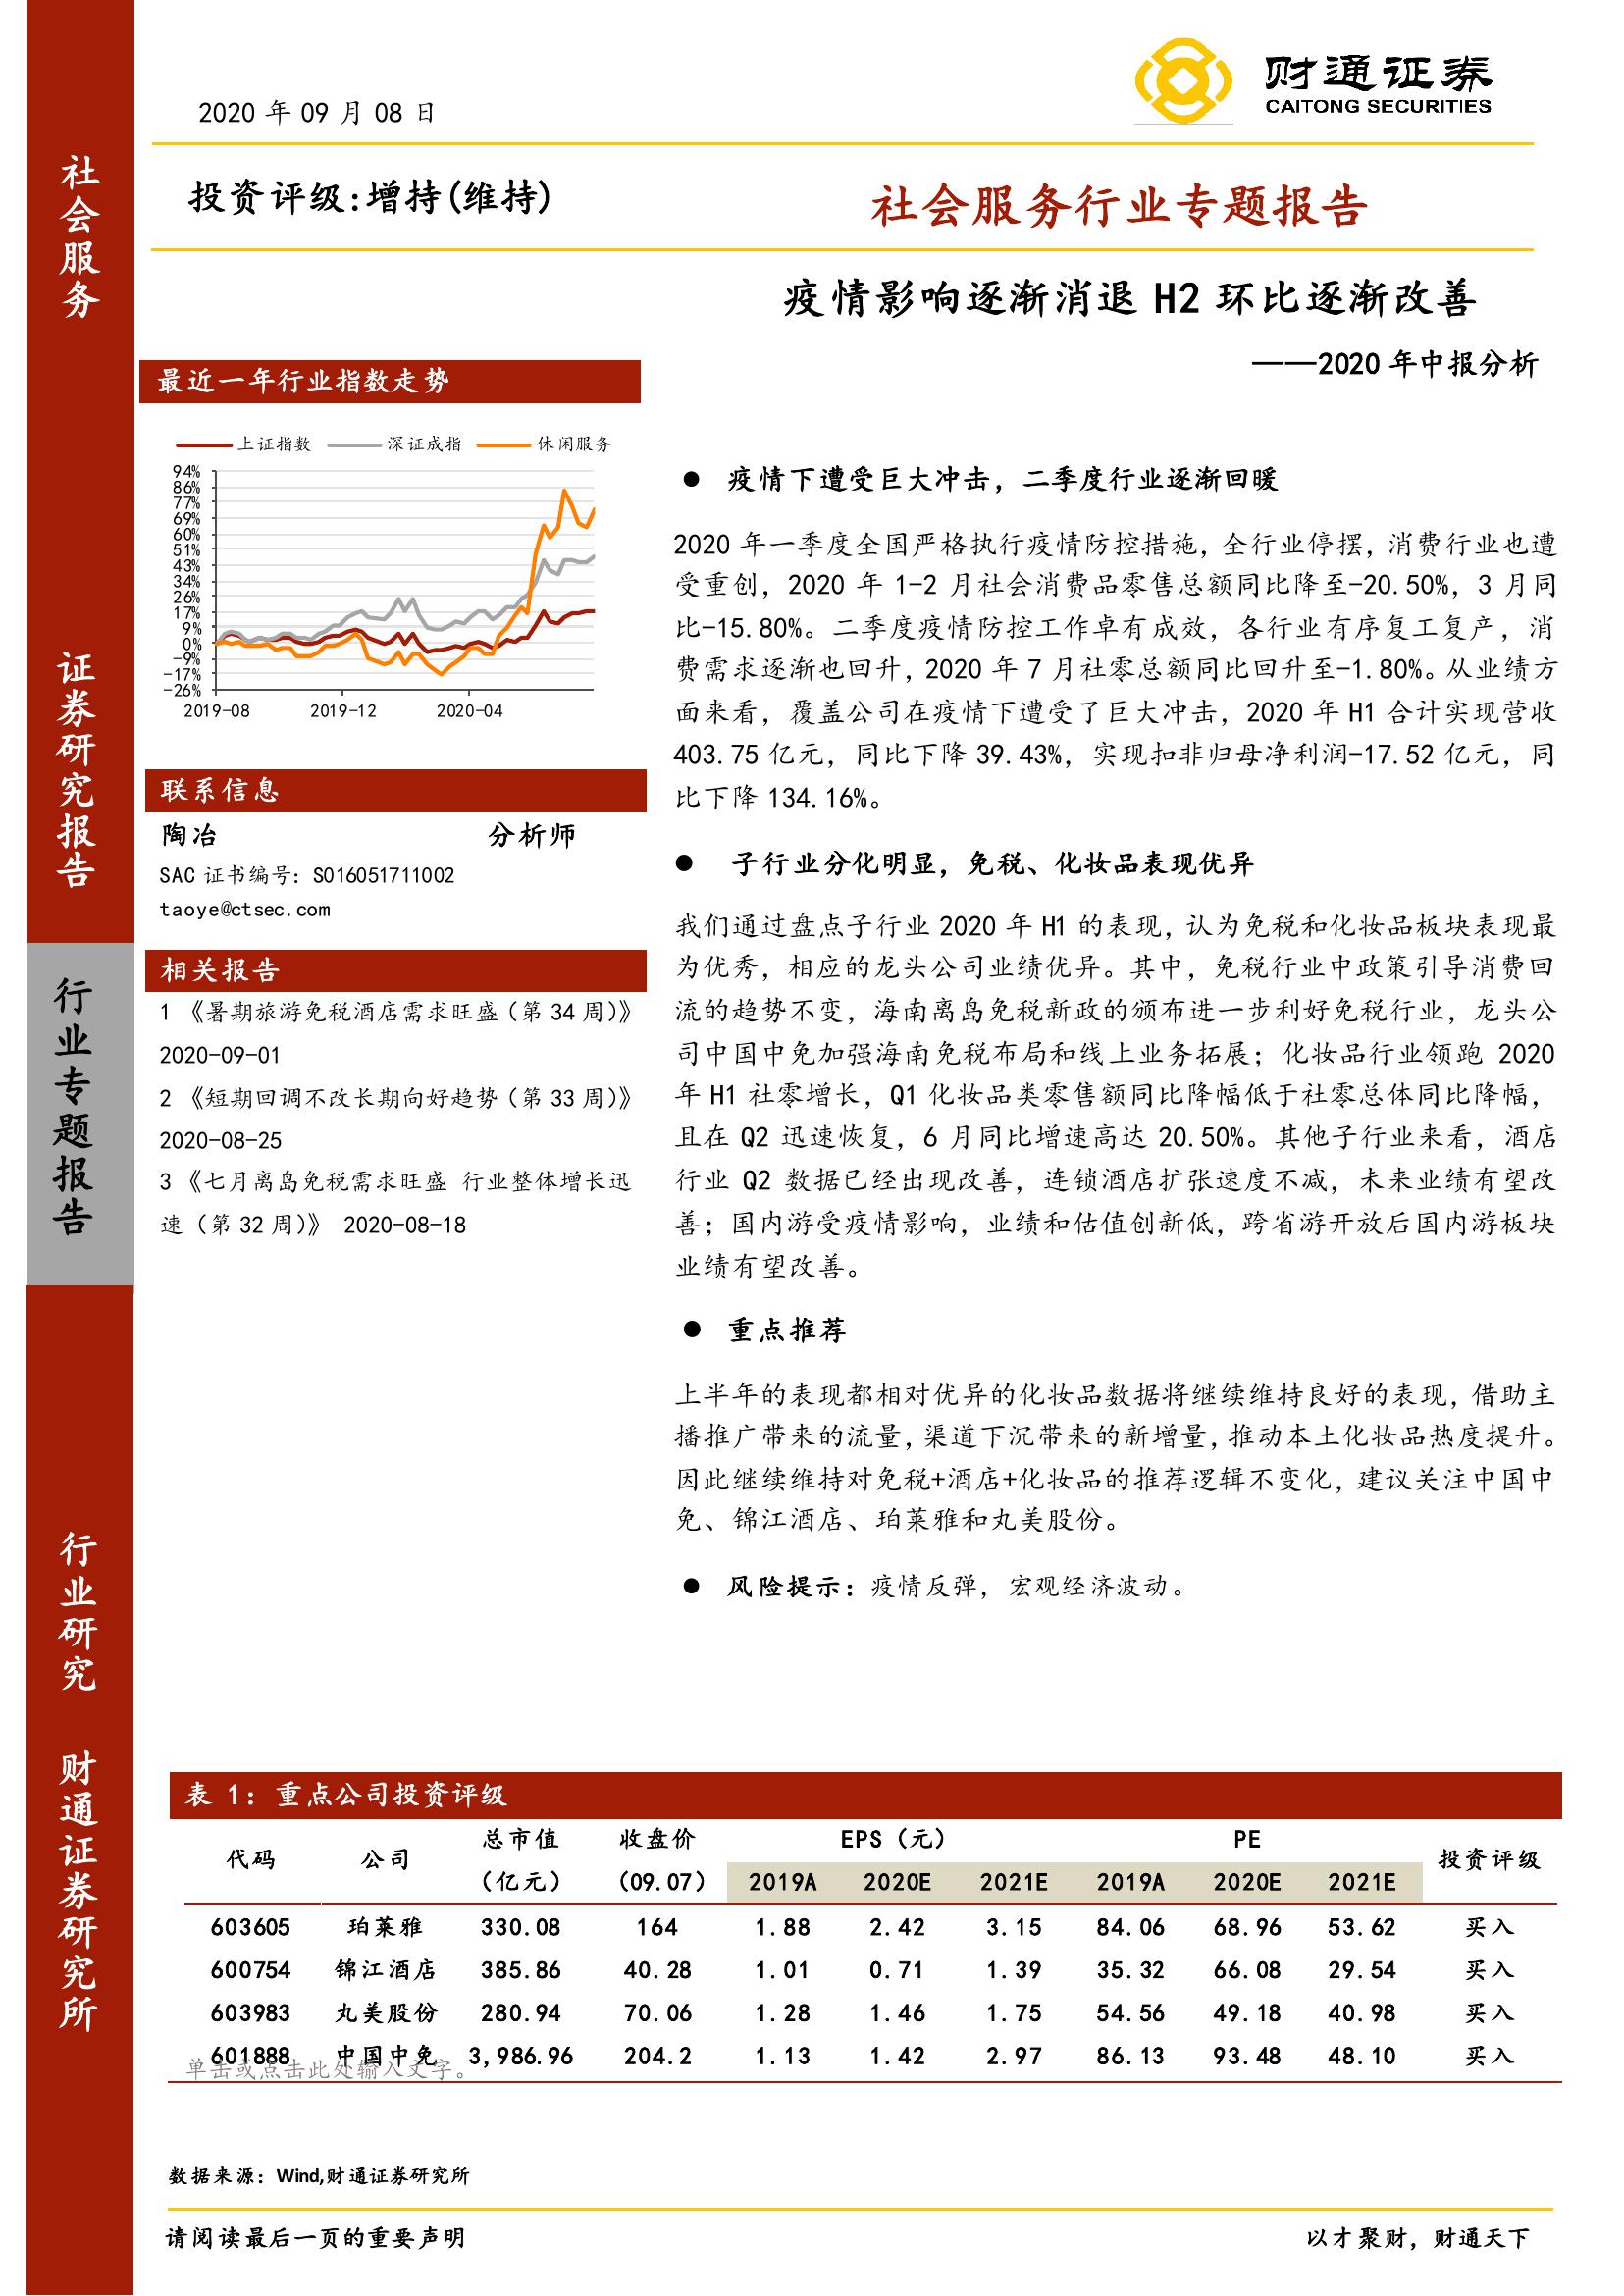 财通证券
CAITONG SECURITIES
2020 年 09 月 08 日
投资评级:增持(维持)
社会服务行业专题报告
疫情影响逐渐消退 H2 环比逐渐改善
——2020 年中报分析
社会服务
证券研究报告
行业专题报告
行业研究
财通证券研究所
最近一年行业指数走势
上证指数 深证成指 休闲服务
94%
86%
77%
69%
60%
51%
43%
34%
26%
17%
9%
0%
-9%
-17%
-26%
2019-08 2019-12 2020-04
联系信息
陶冶 分析师
SAC 证书编号：S016051711002
taoye@ctsec.com
相关报告
1 《暑期旅游免税酒店需求旺盛（第 34 周）》
2020-09-01
2 《短期回调不改长期向好趋势（第 33 周）》
2020-08-25
3 《七月离岛免税需求旺盛 行业整体增长迅
速（第 32 周）》 2020-08-18
● 疫情下遭受巨大冲击，二季度行业逐渐回暖
2020 年一季度全国严格执行疫情防控措施，全行业停摆，消费行业也遭
受重创，2020 年 1-2 月社会消费品零售总额同比降至-20.50%，3 月同
比-15.80%。二季度疫情防控工作卓有成效，各行业有序复工复产，消
费需求逐渐也回升，2020 年 7 月社零总额同比回升至-1.80%。从业绩方
面来看，覆盖公司在疫情下遭受了巨大冲击，2020 年 H1 合计实现营收
403.75 亿元，同比下降 39.43%，实现扣非归母净利润-17.52 亿元，同
比下降 134.16%。
● 子行业分化明显，免税、化妆品表现优异
我们通过盘点子行业 2020 年 H1 的表现，认为免税和化妆品板块表现最
为优秀，相应的龙头公司业绩优异。其中，免税行业中政策引导消费回
流的趋势不变，海南离岛免税新政的颁布进一步利好免税行业，龙头公
司中国中免加强海南免税布局和线上业务拓展；化妆品行业领跑 2020
年 H1 社零增长，Q1 化妆品类零售额同比降幅低于社零总体同比降幅，
且在 Q2 迅速恢复，6 月同比增速高达 20.50%。其他子行业来看，酒店
行业 Q2 数据已经出现改善，连锁酒店扩张速度不减，未来业绩有望改
善；国内游受疫情影响，业绩和估值创新低，跨省游开放后国内游板块
业绩有望改善。
● 重点推荐
上半年的表现都相对优异的化妆品数据将继续维持良好的表现，借助主
播推广带来的流量，渠道下沉带来的新增量，推动本土化妆品热度提升。
因此继续维持对免税+酒店+化妆品的推荐逻辑不变化，建议关注中国中
免、锦江酒店、珀莱雅和丸美股份。
● 风险提示：疫情反弹，宏观经济波动。
表 1：重点公司投资评级
代码 公司 总市值（亿元） 收盘价（09.07） EPS（元） PE 投资评级
2019A 2020E 2021E 2019A 2020E 2021E
603605 珀莱雅 330.08 164 1.88 2.42 3.15 84.06 68.96 53.62 买入
600754 锦江酒店 385.86 40.28 1.01 0.71 1.39 35.32 66.08 29.54 买入
603983 丸美股份 280.94 70.06 1.28 1.46 1.75 54.56 49.18 40.98 买入
601888 中国中免 3,986.96 204.2 1.13 1.42 2.97 86.13 93.48 48.10 买入
单击或点击此处输入文字。
数据来源：Wind,财通证券研究所
请阅读最后一页的重要声明
以才聚财，财通天下